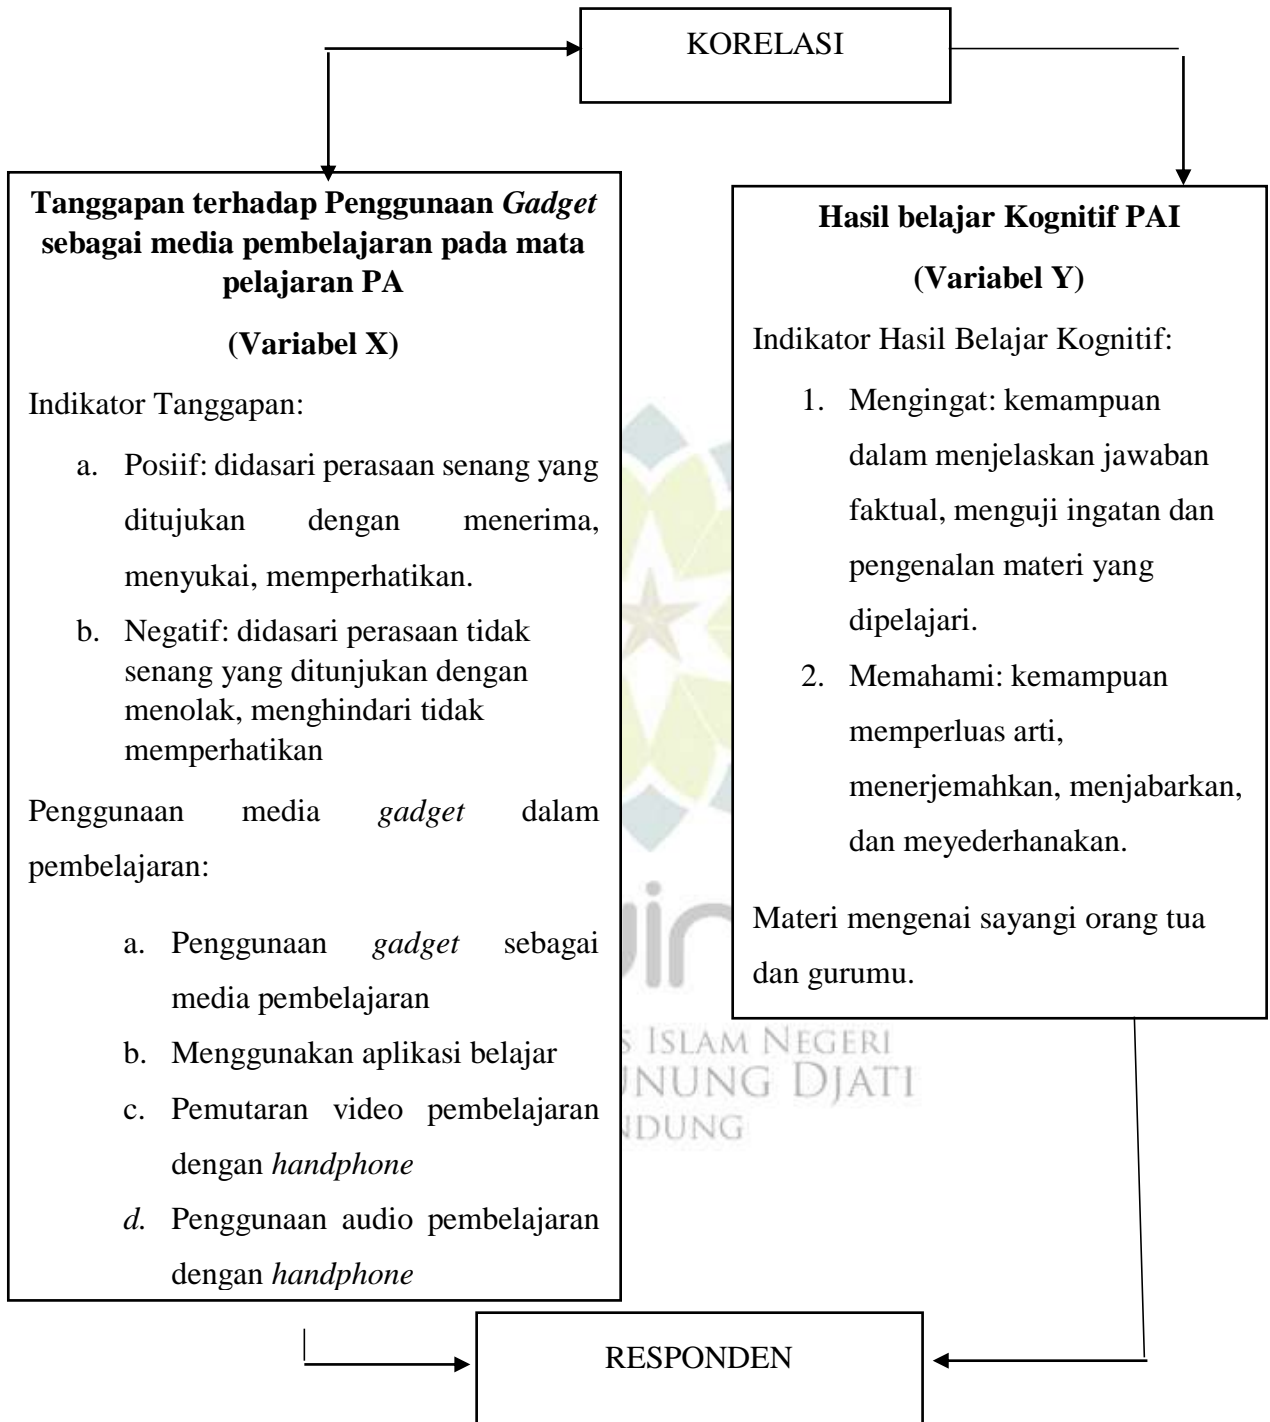 KORELASI
Tanggapan terhadap Penggunaan Gadget
sebagai media pembelajaran pada mata
pelajaran PA
(Variabel X)
Indikator Tanggapan:
a. Posiif: didasari perasaan senang yang
ditujukan dengan menerima,
menyukai, memperhatikan.
b. Negatif: didasari perasaan tidak
senang yang ditunjukan dengan
menolak, menghindari tidak
memperhatikan
Penggunaan media gadget dalam
pembelajaran:
a. Penggunaan gadget sebagai
media pembelajaran
b. Menggunakan aplikasi belajar
c. Pemutaran video pembelajaran
dengan handphone
d. Penggunaan audio pembelajaran
dengan handphone
Hasil belajar Kognitif PAI
(Variabel Y)
Indikator Hasil Belajar Kognitif:
1. Mengingat: kemampuan
dalam menjelaskan jawaban
faktual, menguji ingatan dan
pengenalan materi yang
dipelajari.
2. Memahami: kemampuan
memperluas arti,
menerjemahkan, menjabarkan,
dan meyederhanakan.
Materi mengenai sayangi orang tua
dan gurumu.
S ISLAM NEGERI
UNUNG DJATI
NDUNG
RESPONDEN